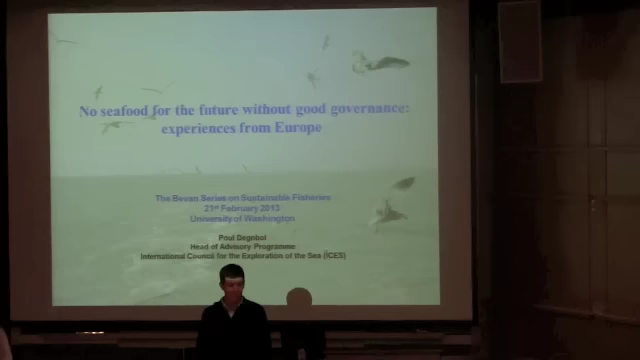 No seafood for the future without good governance:
experiences from Europe
The Bevan Series on Sustainable Fisheries
21st February 2013
University of Washington
Poul Degnbol
Head of Advisory Programme
International Council for the Exploration of the Sea (ICES)